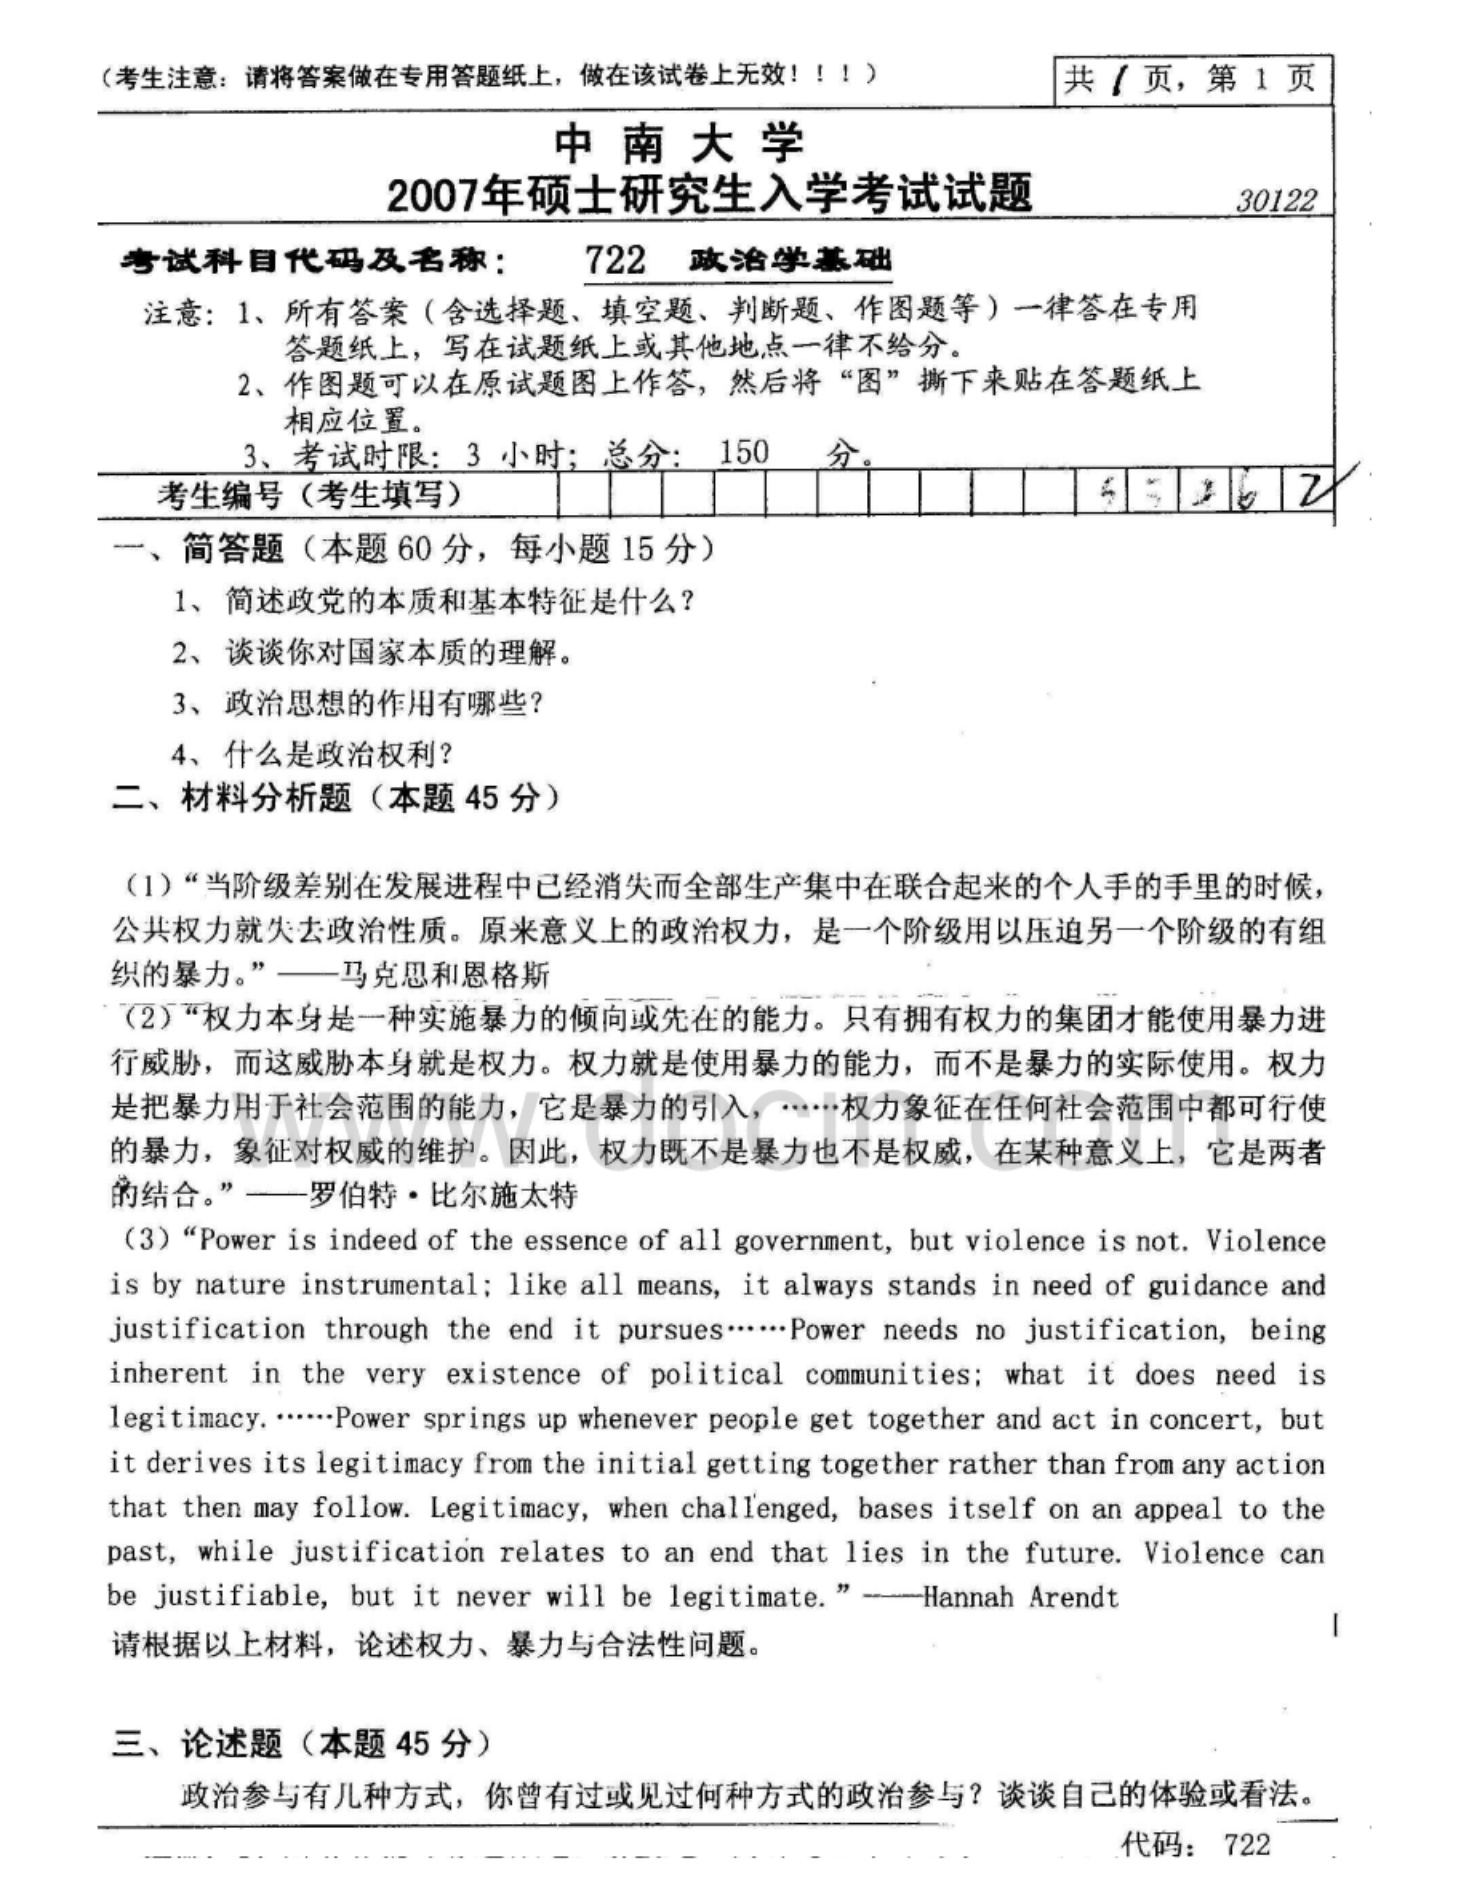 （考生注意：请将答案做在专用答题纸上，做在该试卷上无效！！！）
共 1 页，第 1 页
中 南 大 学
2007年硕士研究生入学考试试题
30122
考试科目代码及名称： 722 政治学基础
注意：1、所有答案（含选择题、填空题、判断题、作图题等）一律答在专用
答题纸上，写在试题纸上或其他地点一律不给分。
2、作图题可以在原试题图上作答，然后将“图”撕下来贴在答题纸上
相应位置。
3、考试时限：3 小时；总分： 150 分。
考生编号（考生填写）
一、简答题（本题 60 分，每小题 15 分）
1、 简述政党的本质和基本特征是什么？
2、 谈谈你对国家本质的理解。
3、 政治思想的作用有哪些？
4、 什么是政治权利？
二、材料分析题（本题 45 分）
（1）“当阶级差别在发展进程中已经消失而全部生产集中在联合起来的个人手的手里的时候，
公共权力就失去政治性质。原来意义上的政治权力，是一个阶级用以压迫另一个阶级的有组
织的暴力。”——马克思和恩格斯
（2）“权力本身是一种实施暴力的倾向或先在的能力。只有拥有权力的集团才能使用暴力进
行威胁，而这威胁本身就是权力。权力就是使用暴力的能力，而不是暴力的实际使用。权力
是把暴力用于社会范围的能力，它是暴力的引入，……权力象征在任何社会范围中都可行使
的暴力，象征对权威的维护。因此，权力既不是暴力也不是权威，在某种意义上，它是两者
的结合。”——罗伯特·比尔施太特
www.docin.com
（3）“Power is indeed of the essence of all government, but violence is not. Violence
is by nature instrumental; like all means, it always stands in need of guidance and
justification through the end it pursues……Power needs no justification, being
inherent in the very existence of political communities; what it does need is
legitimacy. ……Power springs up whenever people get together and act in concert, but
it derives its legitimacy from the initial getting together rather than from any action
that then may follow. Legitimacy, when challenged, bases itself on an appeal to the
past, while justification relates to an end that lies in the future. Violence can
be justifiable, but it never will be legitimate.”——Hannah Arendt
请根据以上材料，论述权力、暴力与合法性问题。
三、论述题（本题 45 分）
政治参与有几种方式，你曾有过或见过何种方式的政治参与？谈谈自己的体验或看法。
代码： 722